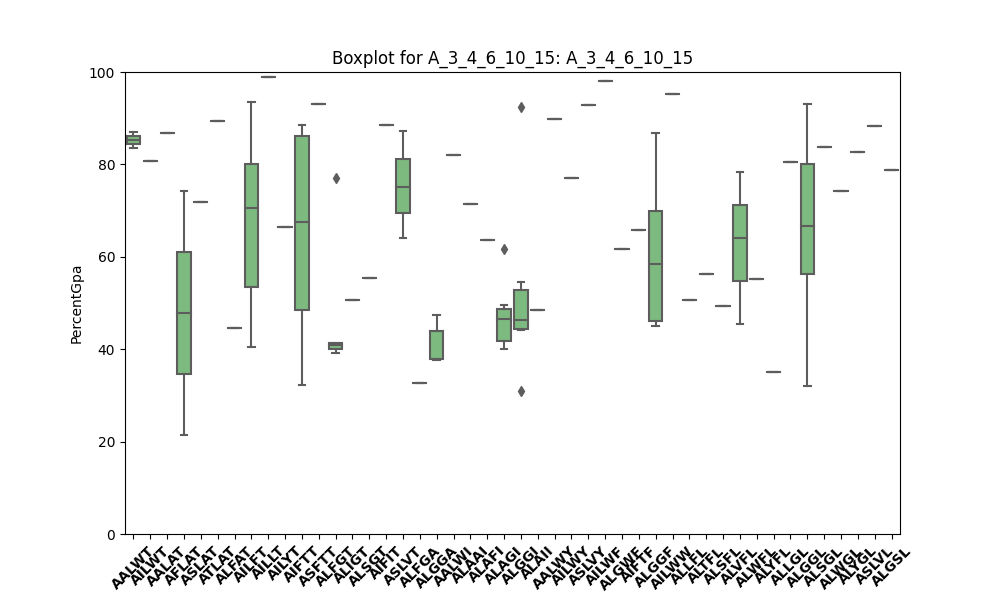 Boxplot for A_3_4_6_10_15: A_3_4_6_10_15
PercentGpa
100
80
60
40
20
0
AALWT
AILWT
AALAT
AFLAT
ASLAT
ATLAT
ALFAT
AILFT
AILLT
AILYT
AIFTT
ASFTT
ALFGT
ALIGT
ALSGT
AIFIT
ASLVT
ALFGA
ALGGA
AALWI
ALAAI
ALAFI
ALAGI
ALGGI
ALAII
AALWY
AILWY
ASLVY
AILWF
ALGWF
AIFTF
ALGGF
AILWW
ALLFL
ALTFL
ALSFL
ALVFL
ALWFL
ALYFL
ALLGL
ALGGL
ALSGL
ALWGL
ALYGL
ASLVL
ALGSL